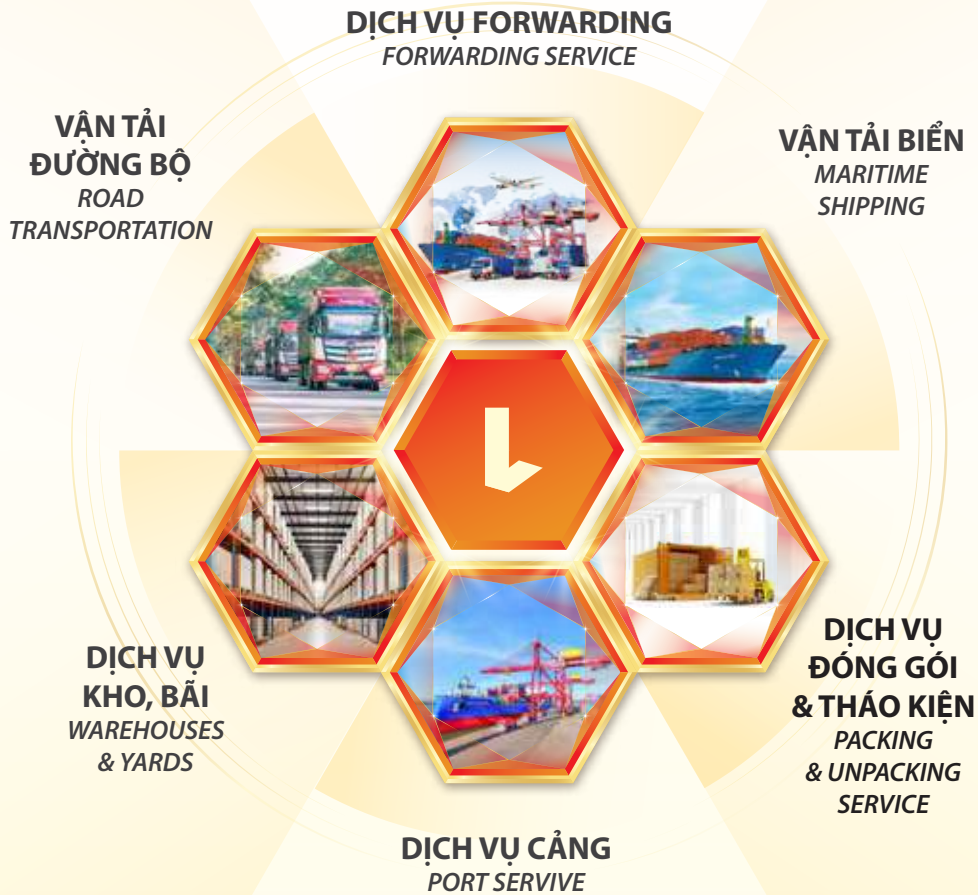 DỊCH VỤ FORWARDING
FORWARDING SERVICE
VẬN TẢI
ĐƯỜNG BỘ
ROAD
TRANSPORTATION
VẬN TẢI BIỂN
MARITIME
SHIPPING
DỊCH VỤ
KHO, BÃI
WAREHOUSES
& YARDS
DỊCH VỤ
ĐÓNG GÓI
& THÁO KIỆN
PACKING
& UNPACKING
SERVICE
DỊCH VỤ CẢNG
PORT SERVIVE